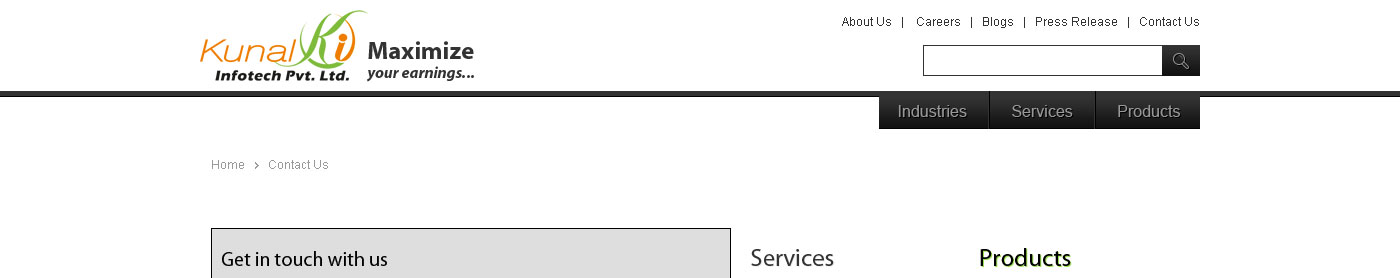 About Us | Careers | Blogs | Press Release | Contact Us
Kunal Ki
Infotech Pvt. Ltd.
Maximize
your earnings...
Industries Services Products
Home > Contact Us
Get in touch with us
Services
Products